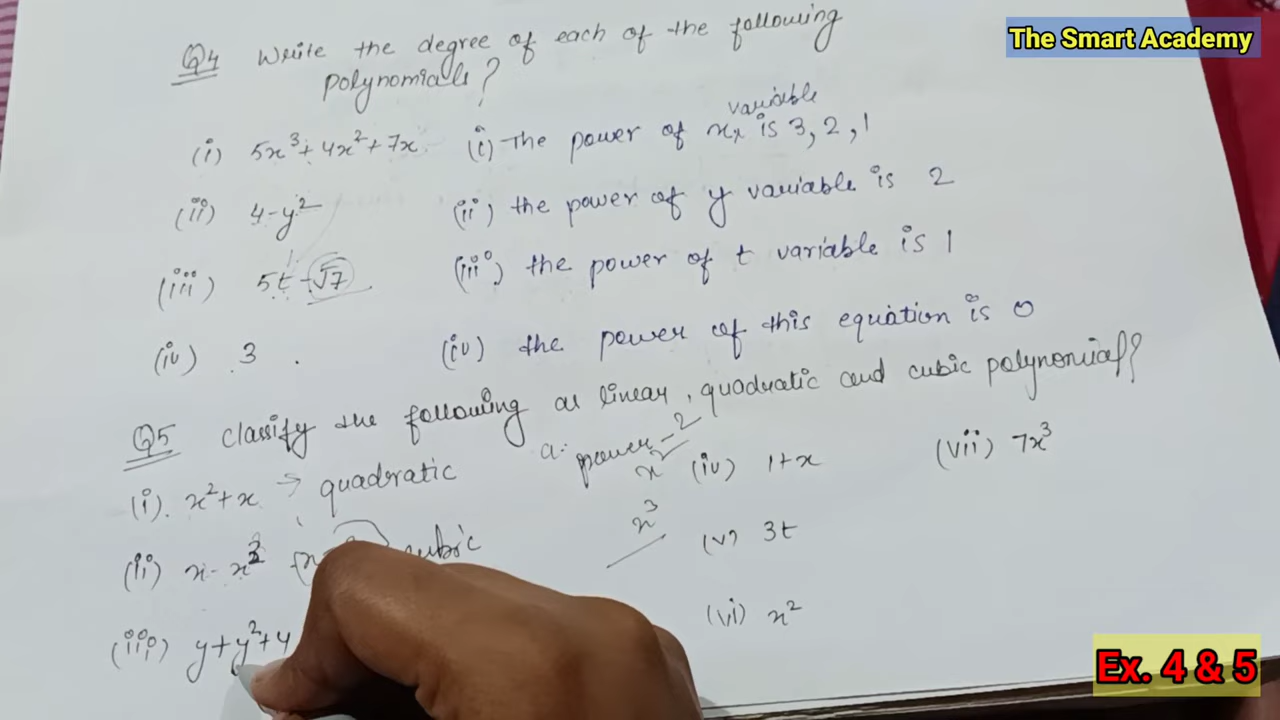 The Smart Academy
Q4 Write the degree of each of the following
polynomials?
variable
(i) 5x³+4x²+7x (i) The power of x is 3, 2, 1
(ii) 4-y² (ii) the power of y variable is 2
(iii) 5t-√7 (iii) the power of t variable is 1
(iv) 3 . (iv) the power of this equation is 0
Q5 Classify the following as linear, quadratic and cubic polynomial?
a: power-2
(i). x²+x → quadratic x² (iv) 1+x (vii) 7x³
x³
(ii) x-x³ cubic (v) 3t
(iii) y+y²+4 (vi) x²
Ex. 4 & 5